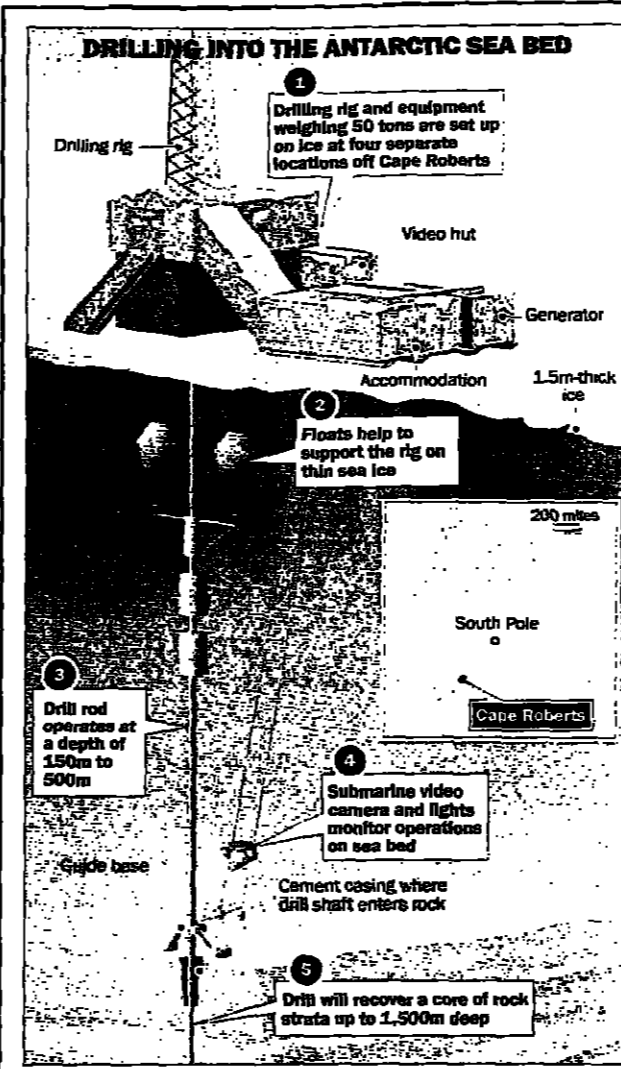 DRILLING INTO THE ANTARCTIC SEA BED
1
Drilling rig and equipment
weighing 50 tons are set up
on ice at four separate
locations off Cape Roberts
Drilling rig
Video hut
Generator
Accommodation
1.5m-thick
ice
2
Floats help to
support the rig on
thin sea ice
200 miles
South Pole
Cape Roberts
3
Drill rod
operates at
a depth of
150m to
500m
4
Submarine video
camera and lights
monitor operations
on sea bed
Guide base
Cement casing where
drill shaft enters rock
5
Drill will recover a core of rock
strata up to 1,500m deep